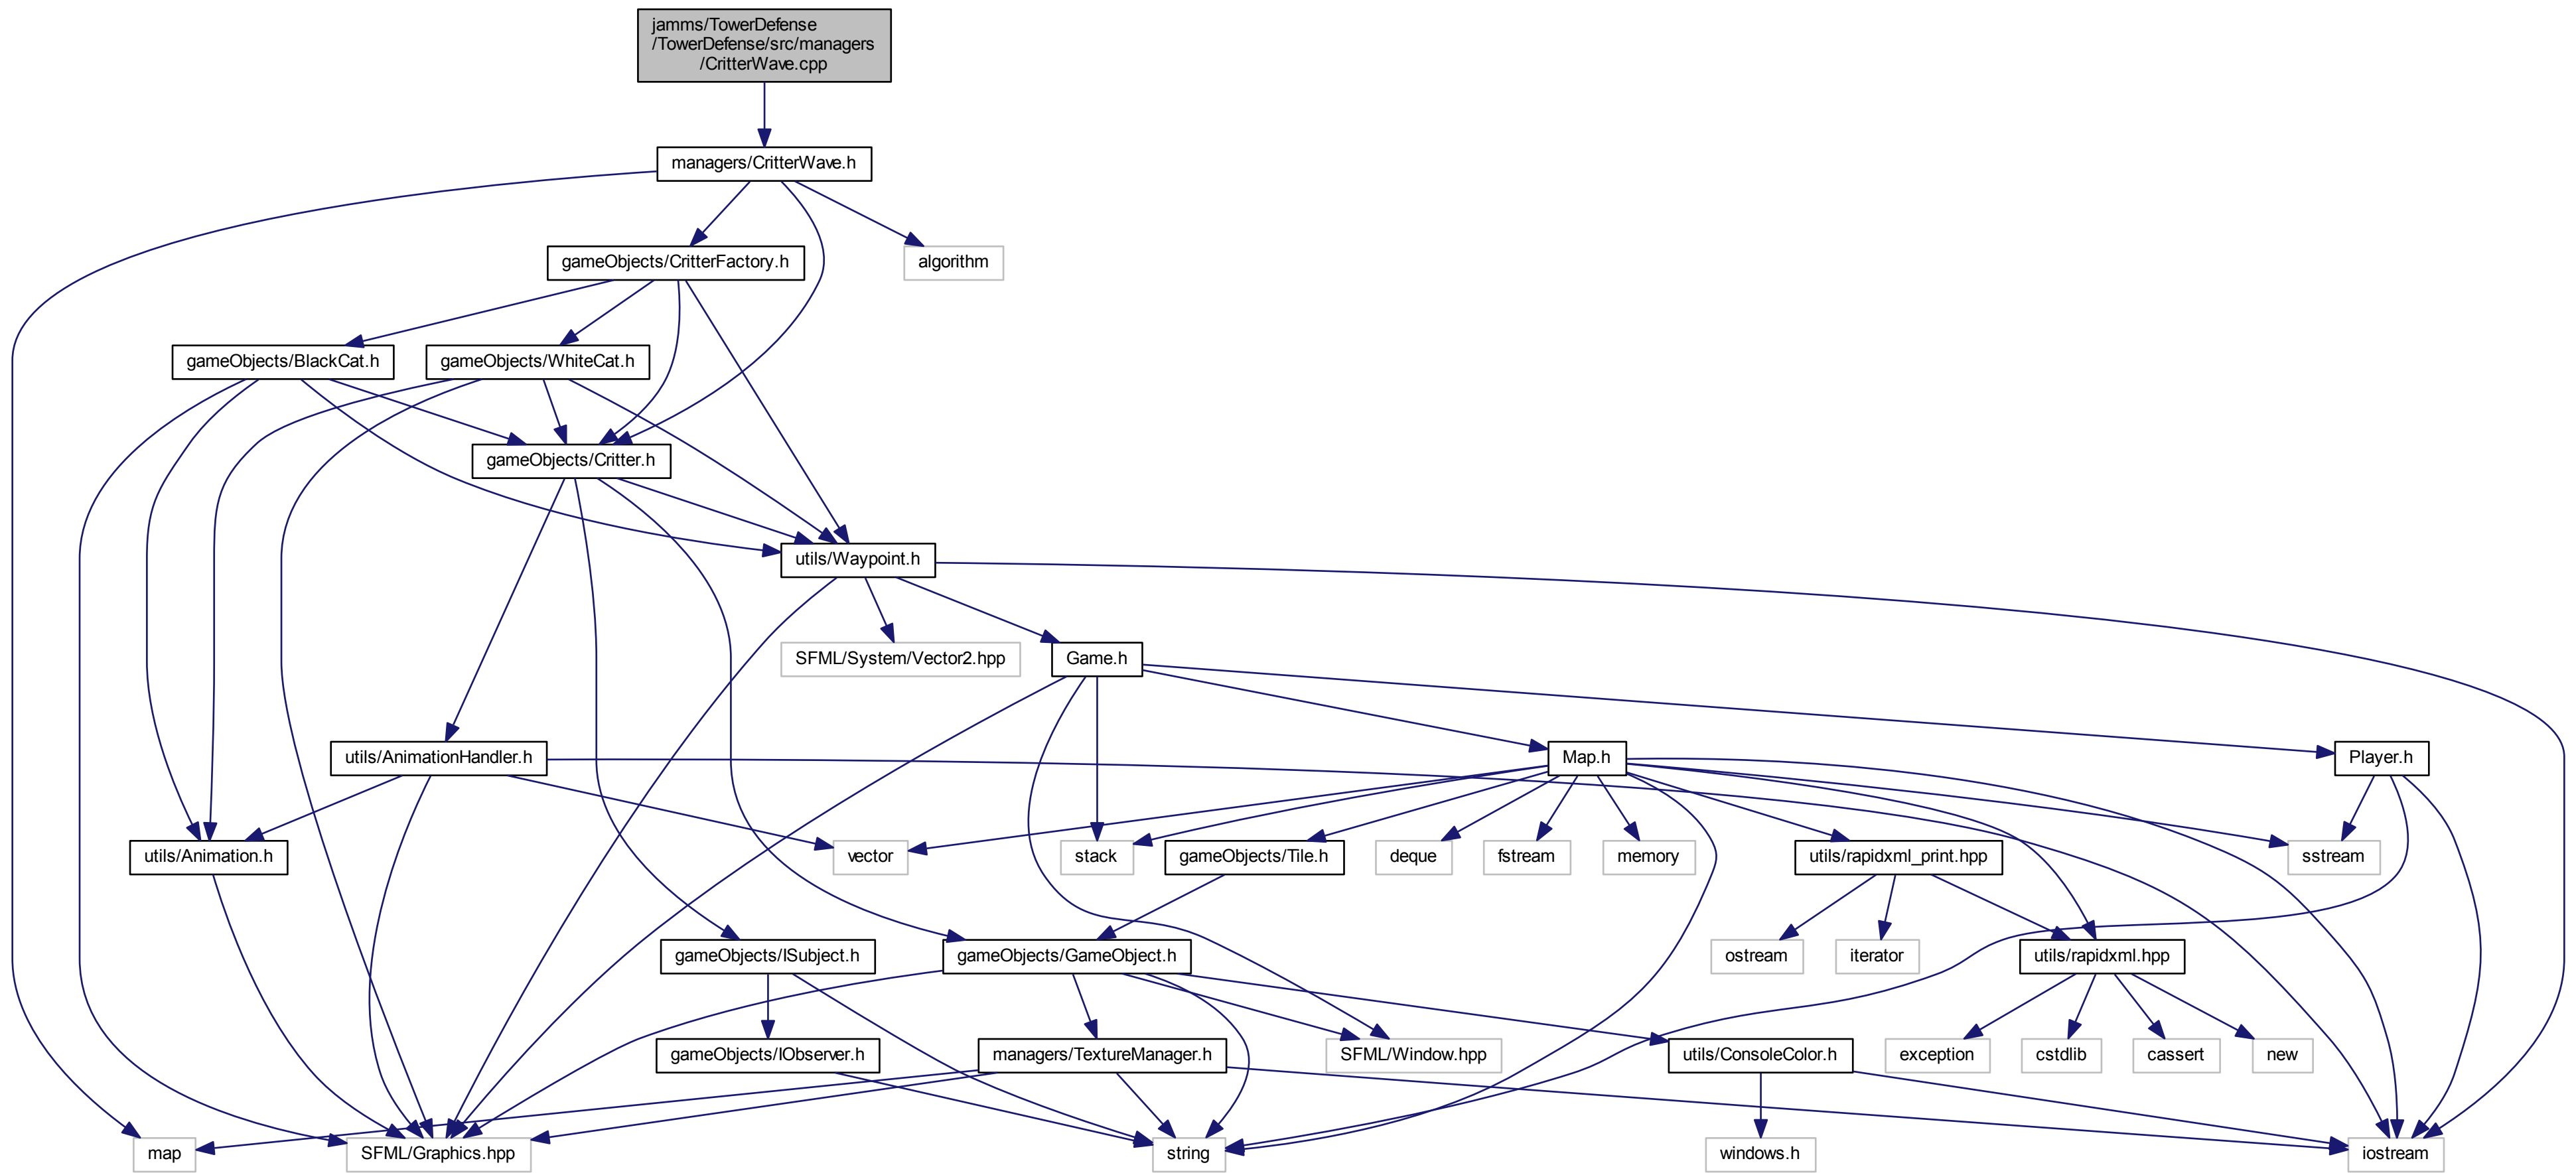 jamms/TowerDefense
/TowerDefense/src/managers
/CritterWave.cpp
managers/CritterWave.h
gameObjects/CritterFactory.h
algorithm
gameObjects/BlackCat.h
gameObjects/WhiteCat.h
gameObjects/Critter.h
utils/Waypoint.h
SFML/System/Vector2.hpp
Game.h
utils/AnimationHandler.h
Map.h
Player.h
utils/Animation.h
vector
stack
gameObjects/Tile.h
deque
fstream
memory
utils/rapidxml_print.hpp
sstream
gameObjects/ISubject.h
gameObjects/GameObject.h
ostream
iterator
utils/rapidxml.hpp
gameObjects/IObserver.h
managers/TextureManager.h
SFML/Window.hpp
utils/ConsoleColor.h
exception
cstdlib
cassert
new
map
SFML/Graphics.hpp
string
windows.h
iostream